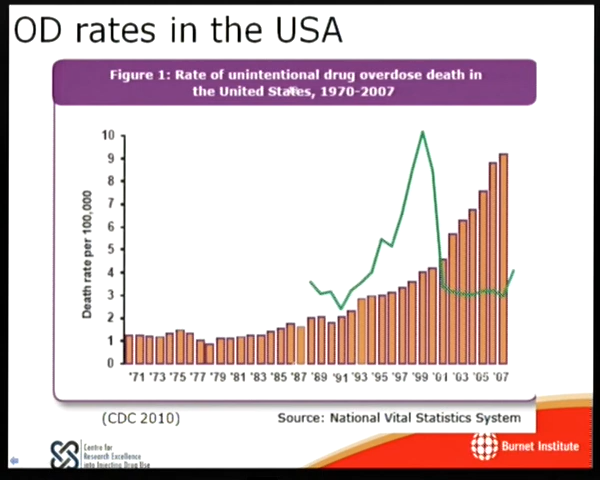 OD rates in the USA
Figure 1: Rate of unintentional drug overdose death in
the United States, 1970-2007
Death rate per 100,000
10
9
8
7
6
5
4
3
2
1
0
'71 '73 '75 '77 '79 '81 '83 '85 '87 '89 '91 '93 '95 '97 '99 '01 '03 '05 '07
(CDC 2010)
Source: National Vital Statistics System
Centre for
Research Excellence
into Injecting Drug Use
Burnet Institute